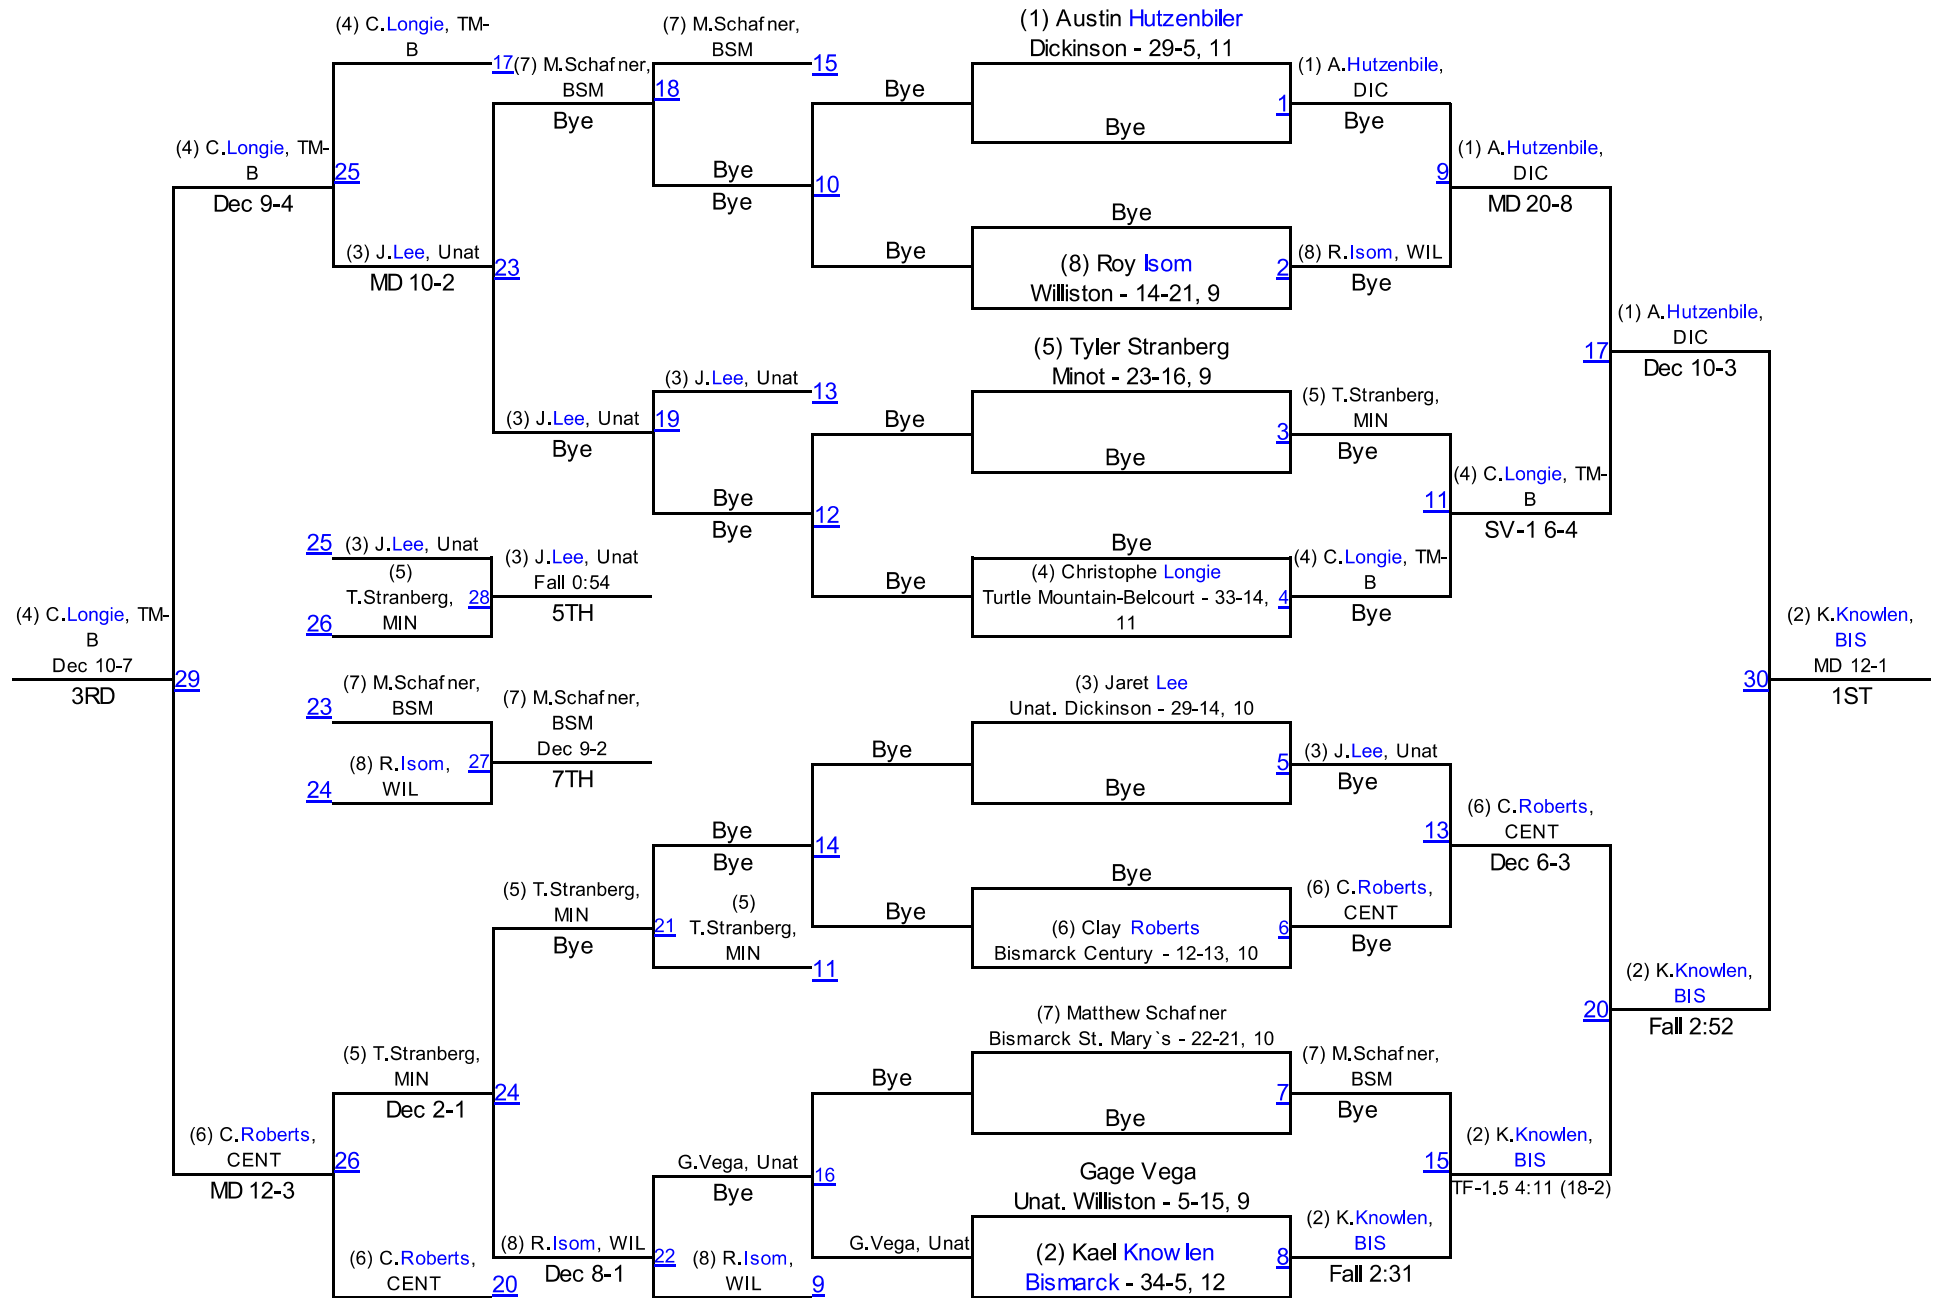 (4) C.Longie, TM-
B
17
(7) M.Schafner,
BSM
Bye
(7) M.Schafner,
BSM
15
18
Bye
(1) Austin Hutzenbiler
Dickinson - 29-5, 11
Bye
1
(1) A.Hutzenbile,
DIC
Bye
(4) C.Longie, TM-
B
Dec 9-4
25
Bye
Bye
10
Bye
(8) Roy Isom
Williston - 14-21, 9
2
Bye
9
(1) A.Hutzenbile,
DIC
MD 20-8
(8) R.Isom, WIL
Bye
(3) J.Lee, Unat
MD 10-2
23
(3) J.Lee, Unat
Bye
19
(3) J.Lee, Unat
13
Bye
(5) Tyler Stranberg
Minot - 23-16, 9
Bye
3
(5) T.Stranberg,
MIN
Bye
17
(1) A.Hutzenbile,
DIC
Dec 10-3
Bye
Bye
12
Bye
Bye
(4) Christophe Longie
Turtle Mountain-Belcourt - 33-14,
11
4
(4) C.Longie, TM-
B
Bye
11
(4) C.Longie, TM-
B
SV-1 6-4
25
(3) J.Lee, Unat
(5)
T.Stranberg,
MIN
26
28
(3) J.Lee, Unat
Fall 0:54
5TH
(4) C.Longie, TM-
B
Dec 10-7
3RD
29
23
(7) M.Schafner,
BSM
(8) R.Isom,
WIL
24
27
(7) M.Schafner,
BSM
Dec 9-2
7TH
30
(2) K.Knowlen,
BIS
MD 12-1
1ST
Bye
(3) Jaret Lee
Unat. Dickinson - 29-14, 10
Bye
5
(3) J.Lee, Unat
Bye
Bye
Bye
14
Bye
Bye
(6) Clay Roberts
Bismarck Century - 12-13, 10
6
(6) C.Roberts,
CENT
Bye
13
(6) C.Roberts,
CENT
Dec 6-3
(5) T.Stranberg,
MIN
Bye
21
(5)
T.Stranberg,
MIN
11
20
(2) K.Knowlen,
BIS
Fall 2:52
(5) T.Stranberg,
MIN
Dec 2-1
24
Bye
(7) Matthew Schafner
Bismarck St. Mary`s - 22-21, 10
Bye
7
(7) M.Schafner,
BSM
Bye
(6) C.Roberts,
CENT
MD 12-3
26
G.Vega, Unat
Bye
16
G.Vega, Unat
Gage Vega
Unat. Williston - 5-15, 9
(2) Kael Knowlen
Bismarck - 34-5, 12
8
(2) K.Knowlen,
BIS
Fall 2:31
15
(2) K.Knowlen,
BIS
TF-1.5 4:11 (18-2)
(6) C.Roberts,
CENT
20
(8) R.Isom, WIL
Dec 8-1
22
(8) R.Isom,
WIL
9